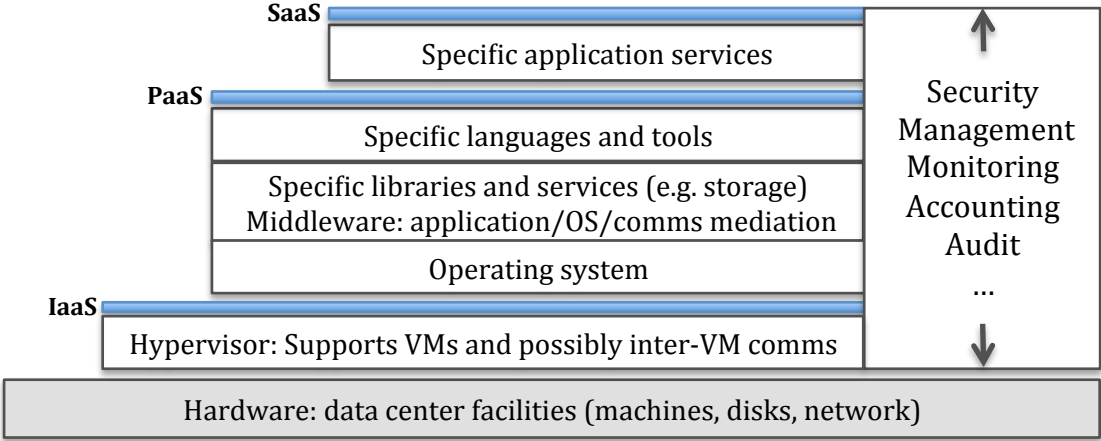 SaaS
Specific application services
PaaS
Specific languages and tools
Specific libraries and services (e.g. storage)
Middleware: application/OS/comms mediation
Operating system
IaaS
Hypervisor: Supports VMs and possibly inter-VM comms
Security
Management
Monitoring
Accounting
Audit
...
Hardware: data center facilities (machines, disks, network)